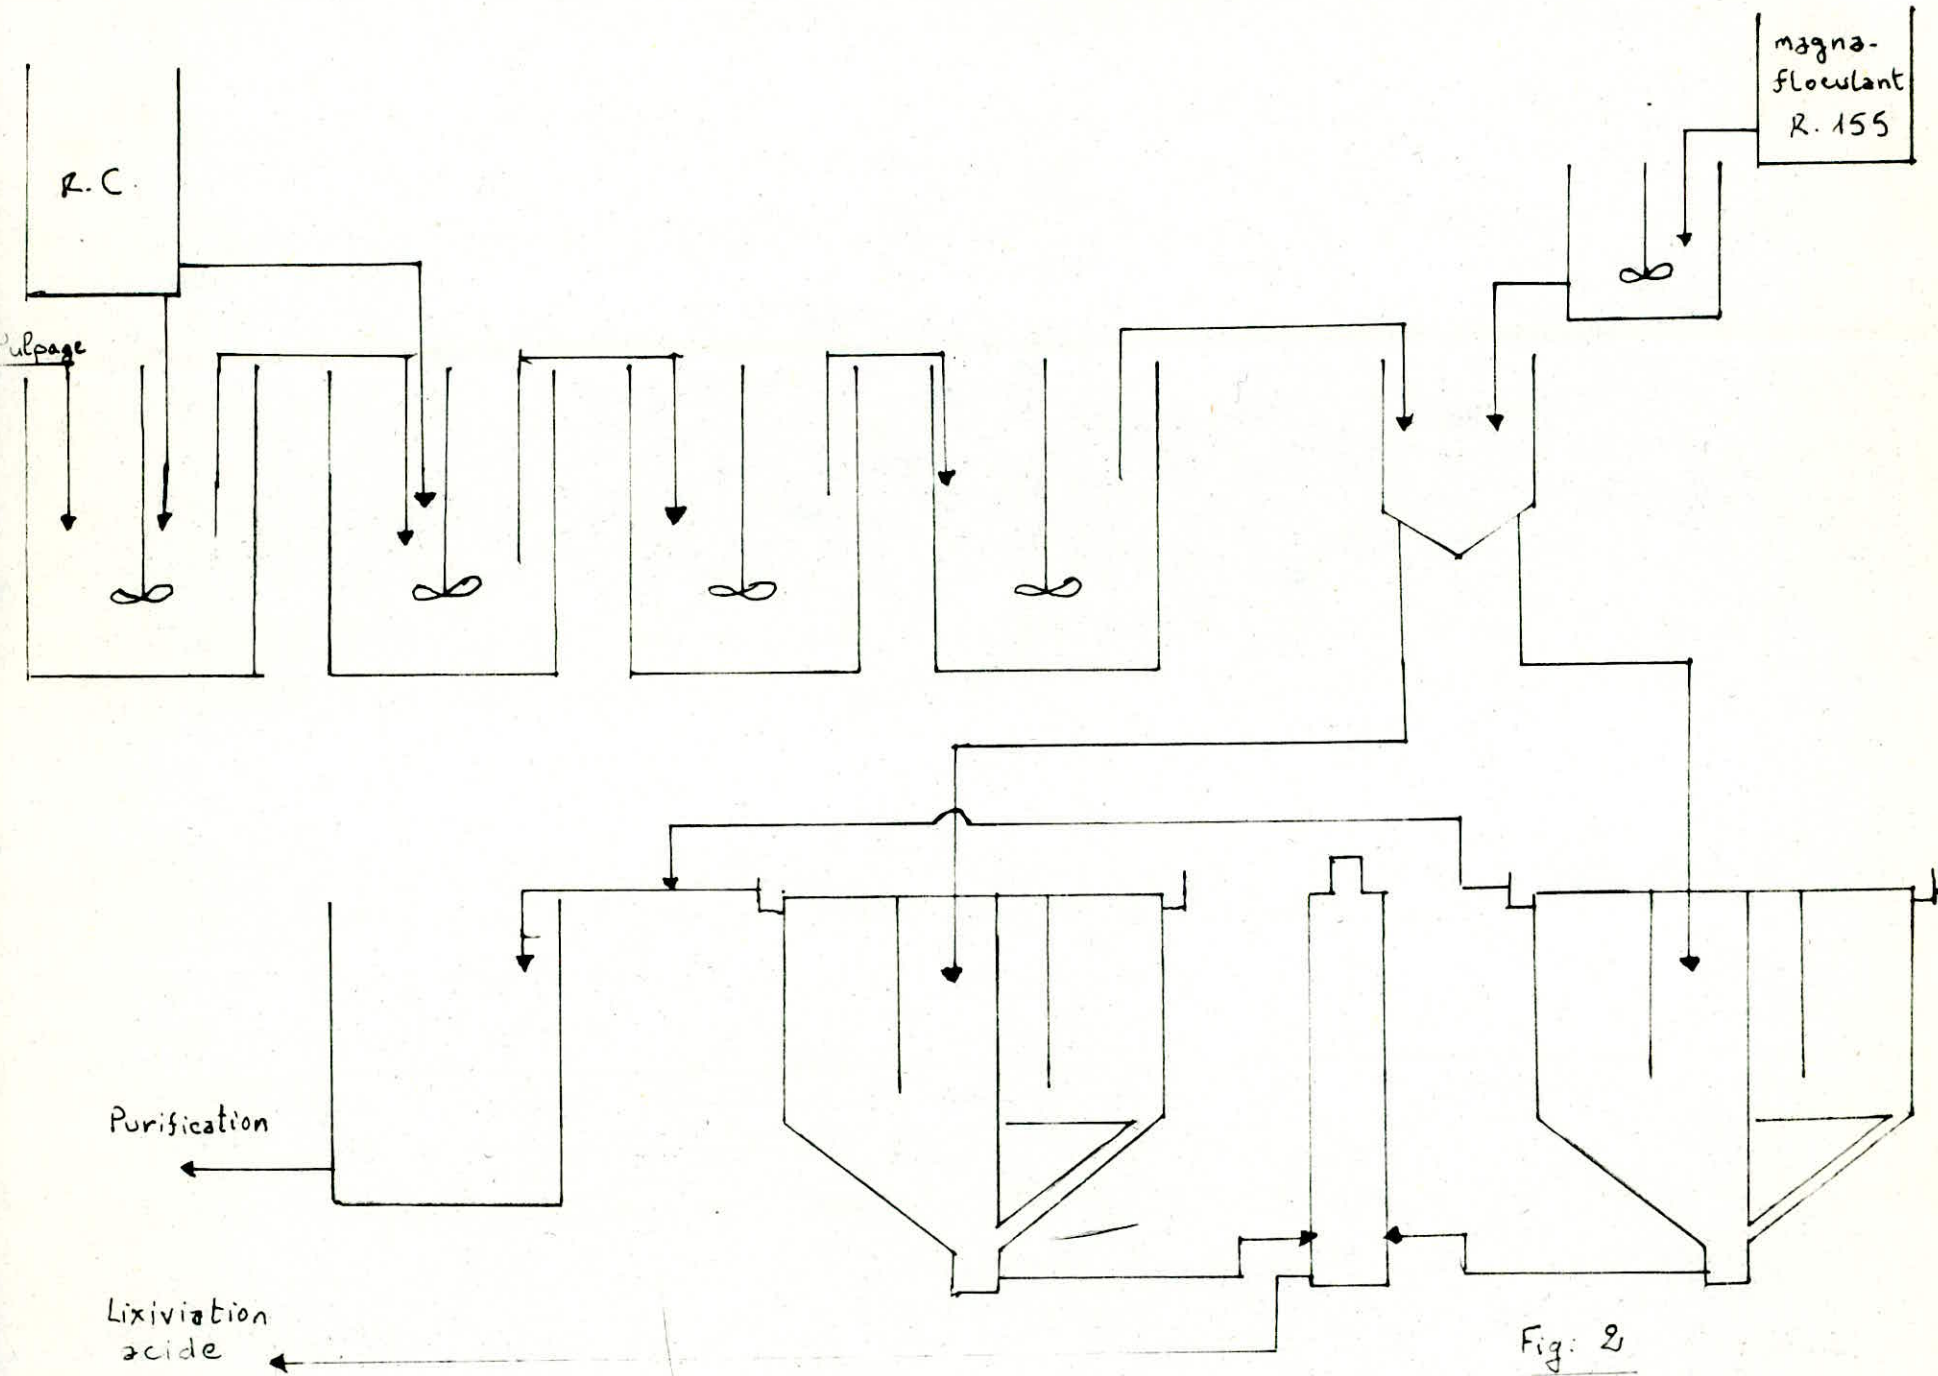 magna-
floculant
R. 155
R.C.
Pulpage
Purification
Lixiviation
acide
Fig: 2